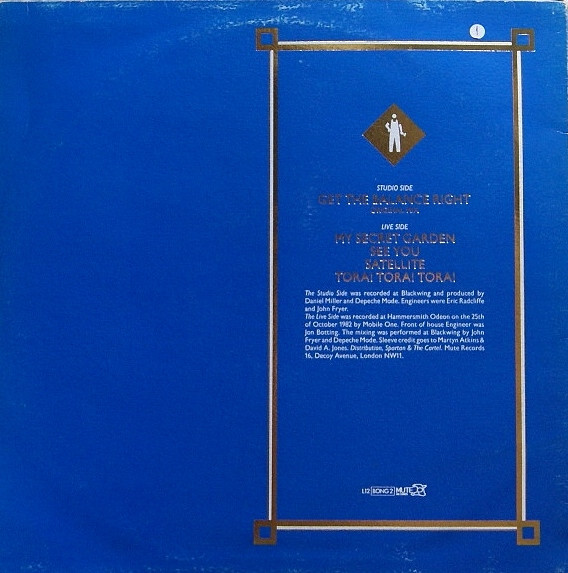 STUDIO SIDE
GET THE BALANCE RIGHT
LIVE SIDE
MY SECRET GARDEN
SEE YOU
SATELLITE
TORA! TORA! TORA!
The Studio Side was recorded at Blackwing and produced by
Daniel Miller and Depeche Mode. Engineers were Eric Radcliffe
and John Fryer.
The Live Side was recorded at Hammersmith Odeon on the 25th
of October 1982 by Mobile One. Front of house Engineer was
Jon Botting. The mixing was performed at Blackwing by John
Fryer and Depeche Mode. Sleeve credit goes to Martyn Atkins &
David A. Jones. Distribution, Spartan & The Cartel. Mute Records
16, Decoy Avenue, London NW11.
L12 BONG 2 MUTE